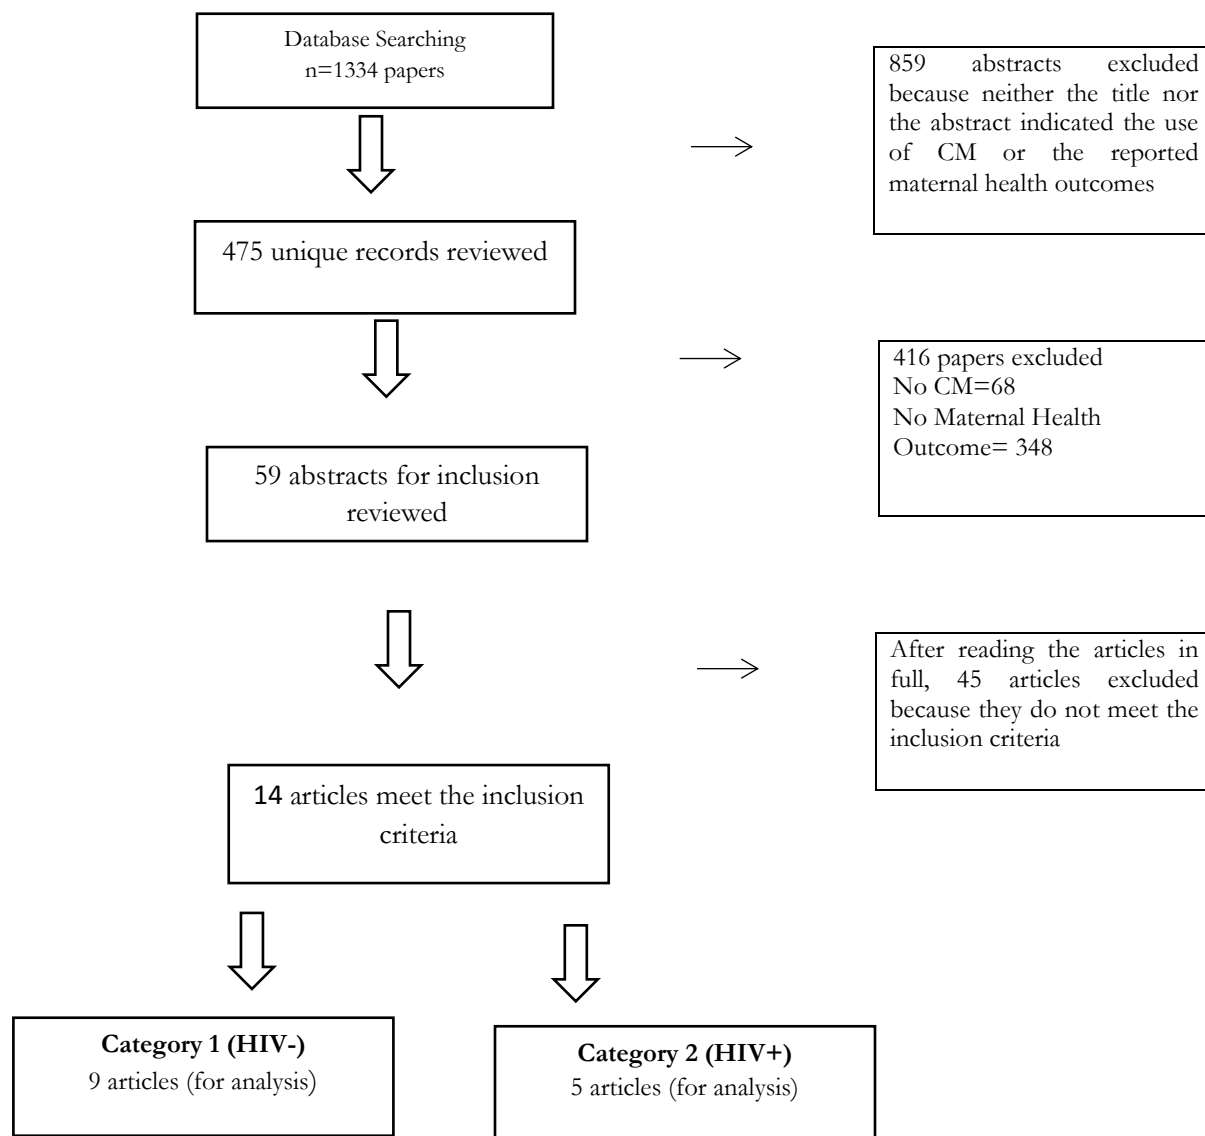 Database Searching
n=1334 papers
859 abstracts excluded
because neither the title nor
the abstract indicated the use
of CM or the reported
maternal health outcomes
475 unique records reviewed
416 papers excluded
No CM=68
No Maternal Health
Outcome= 348
59 abstracts for inclusion
reviewed
After reading the articles in
full, 45 articles excluded
because they do not meet the
inclusion criteria
14 articles meet the inclusion
criteria
Category 1 (HIV-)
9 articles (for analysis)
Category 2 (HIV+)
5 articles (for analysis)